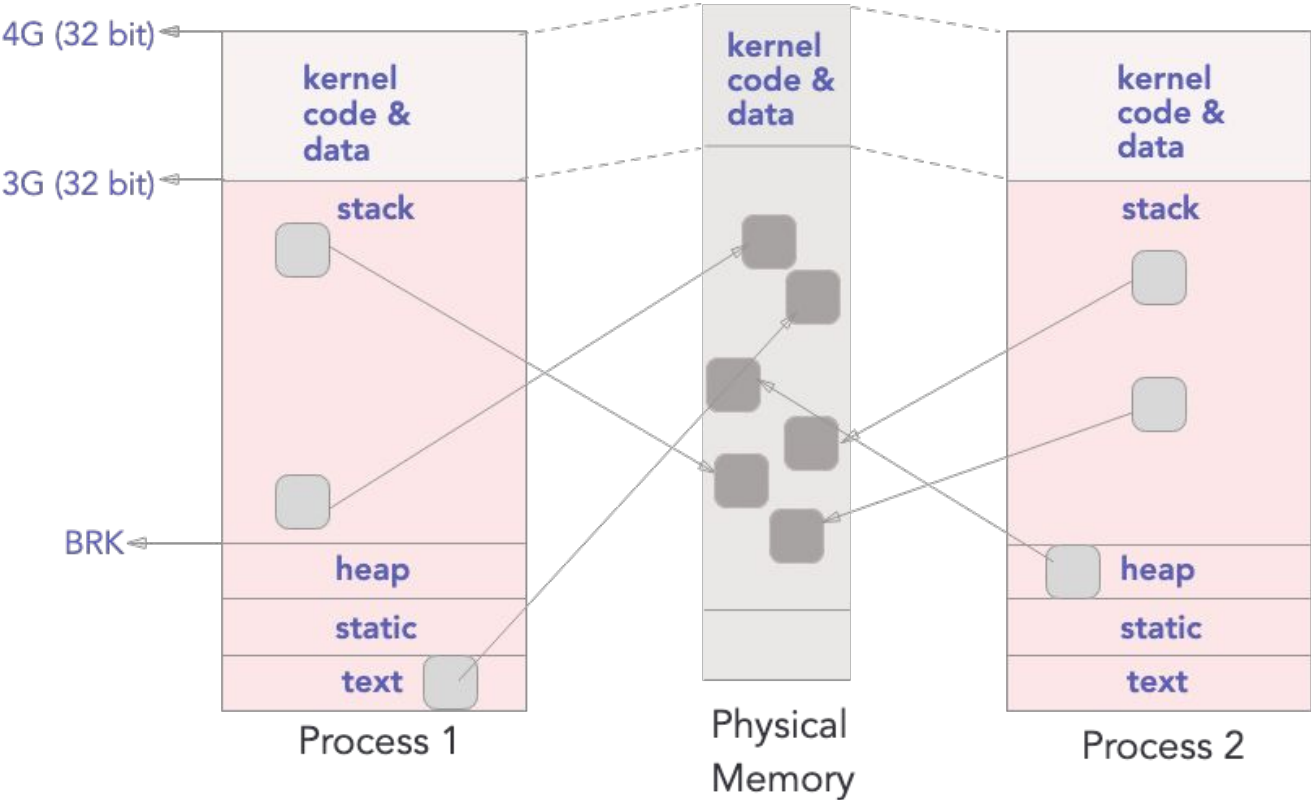 4G (32 bit)
kernel
code &
data
3G (32 bit)
stack
BRK
heap
static
text
Process 1
kernel
code &
data
Physical
Memory
kernel
code &
data
stack
heap
static
text
Process 2